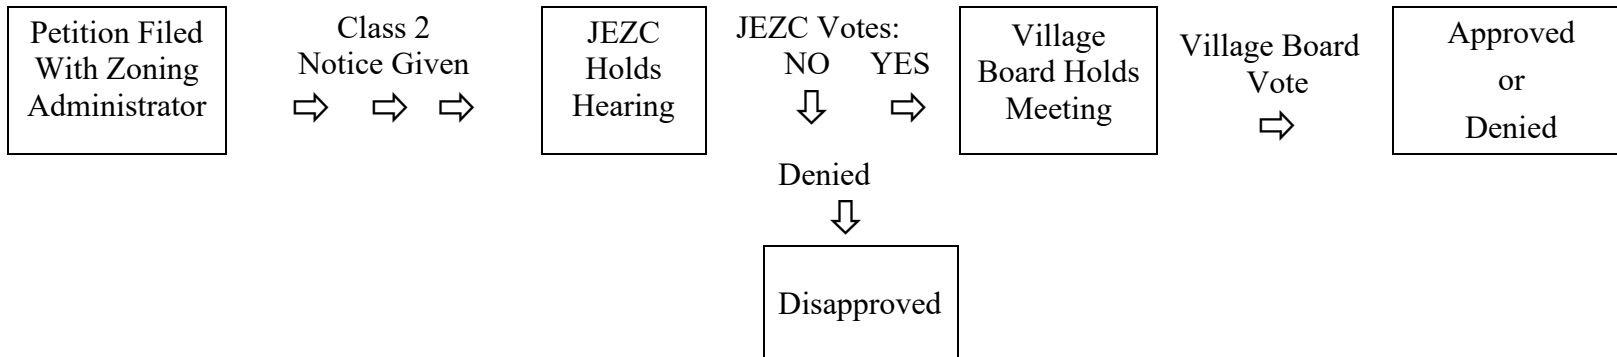 Petition Filed
With Zoning
Administrator
Class 2
Notice Given
JEZC
Holds
Hearing
JEZC Votes:
NO YES
Denied
Disapproved
Village
Board Holds
Meeting
Village Board
Vote
Approved
or
Denied